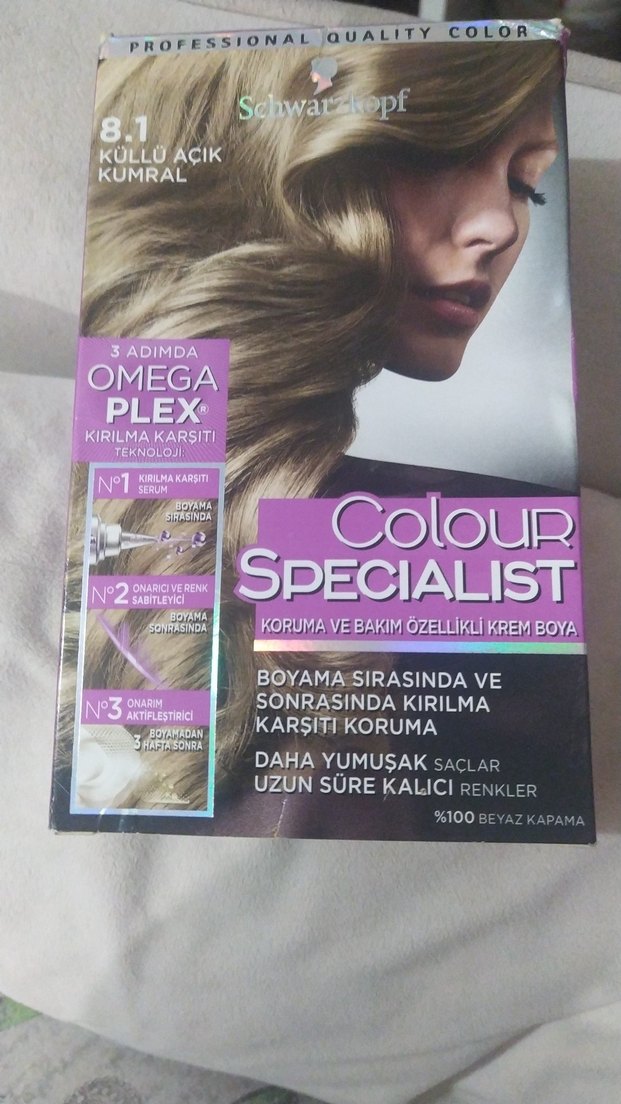 PROFESSIONAL QUALITY COLOR
Schwarzkopf
8.1
KÜLLÜ AÇIK
KUMRAL
3 ADIMDA
OMEGA
PLEX®
KIRILMA KARŞITI
TEKNOLOJİ:
Nº1 KIRILMA KARŞITI
SERUM
BOYAMA
SIRASINDA
Nº2 ONARICI VE RENK
SABİTLEYİCİ
BOYAMA
SONRASINDA
Nº3 ONARIM
AKTİFLEŞTİRİCİ
BOYAMADAN
3 HAFTA SONRA
COLOUR
SPECIALIST
KORUMA VE BAKIM ÖZELLİKLİ KREM BOYA
BOYAMA SIRASINDA VE
SONRASINDA KIRILMA
KARŞITI KORUMA
DAHA YUMUŞAK SAÇLAR
UZUN SÜRE KALICI RENKLER
%100 BEYAZ KAPAMA